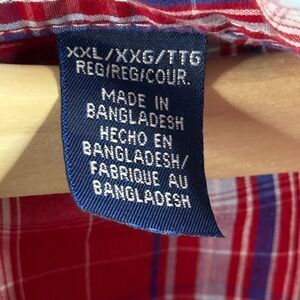 XXL/XXG/TTG
REG/REG/COUR.
MADE IN
BANGLADESH
HECHO EN
BANGLADESH/
FABRIQUE AU
BANGLADESH